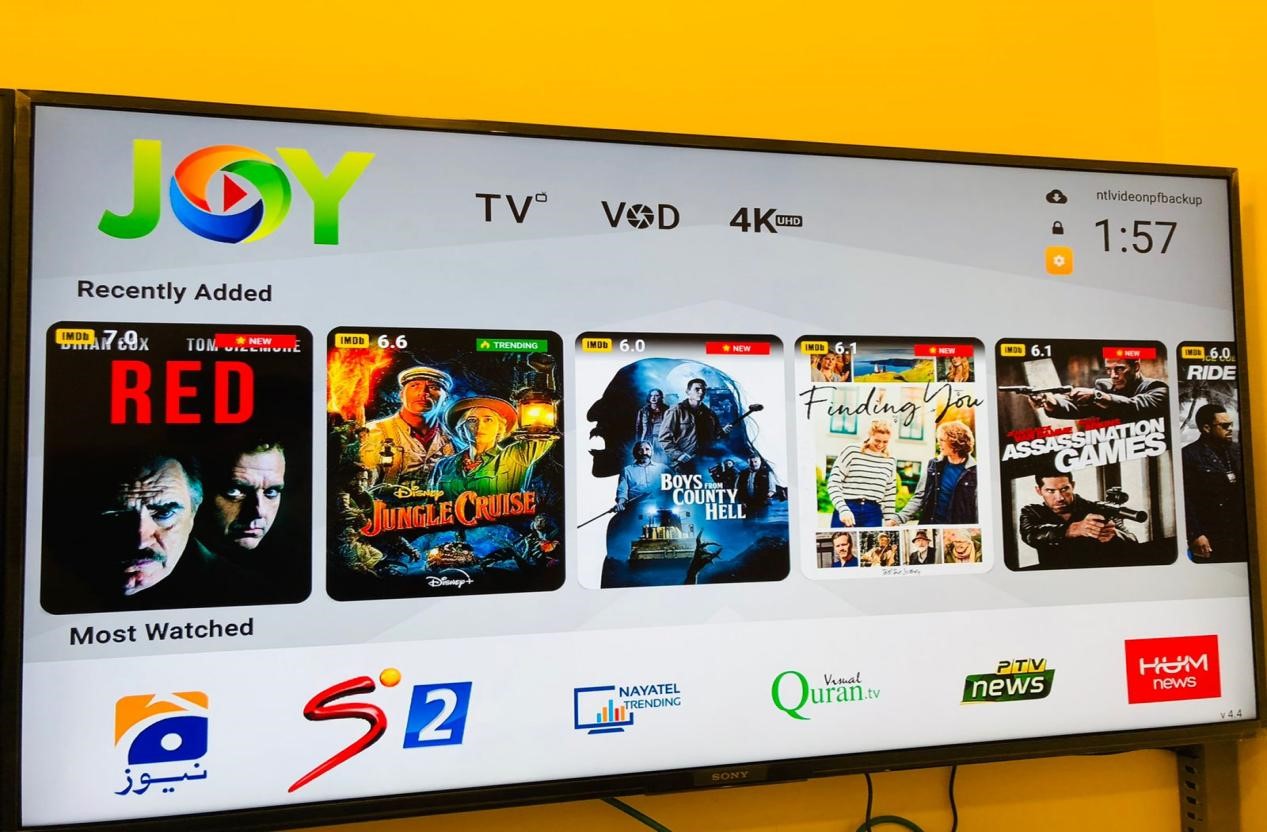 JOY
TV
VOD
4K UHD
ntlvideonpfbackup
1:57
Recently Added
IMDb 7.0
NEW
BRIAN COX
TOM SIZEMORE
RED
IMDb 6.6
TRENDING
Disney
JUNGLE CRUISE
Disney+
IMDb 6.0
NEW
BOYS FROM
COUNTY
HELL
IMDb 6.1
NEW
Finding You
IMDb 6.1
NEW
ASSASSINATION
GAMES
IMDb 6.0
RIDE
Most Watched
نیوز
S
2
NAYATEL
TRENDING
Visual
Quran.tv
PTV
news
HUM
news
v 4.4
SONY